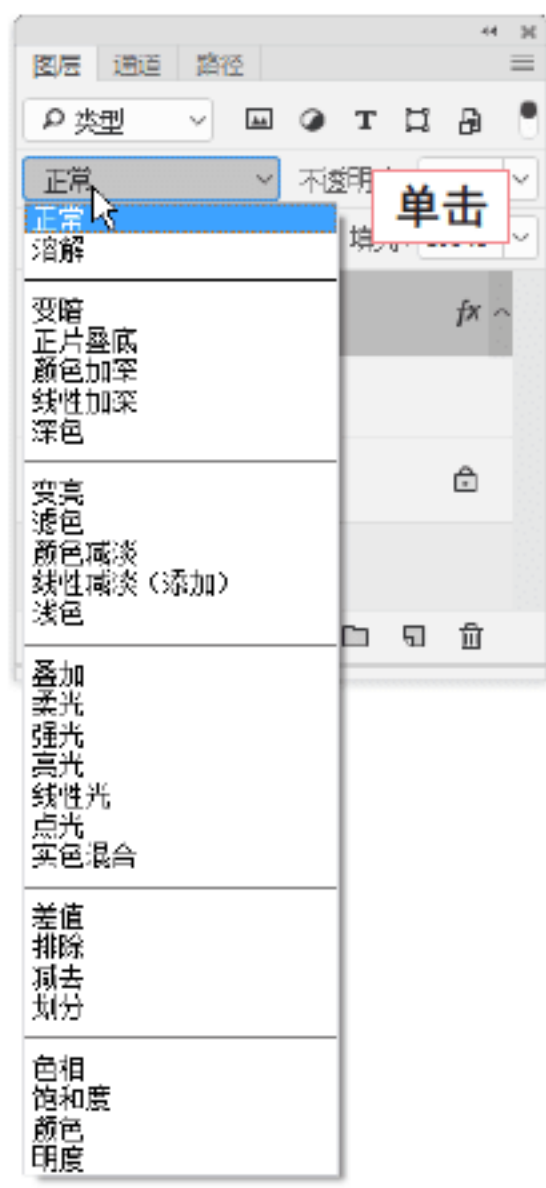 图层 通道 路径
类型
正常 不透明
单击
正常 填充
溶解
变暗
正片叠底
颜色加深
线性加深
深色
变亮
滤色
颜色减淡
线性减淡（添加）
浅色
叠加
柔光
强光
亮光
线性光
点光
实色混合
差值
排除
减去
划分
色相
饱和度
颜色
明度
fx